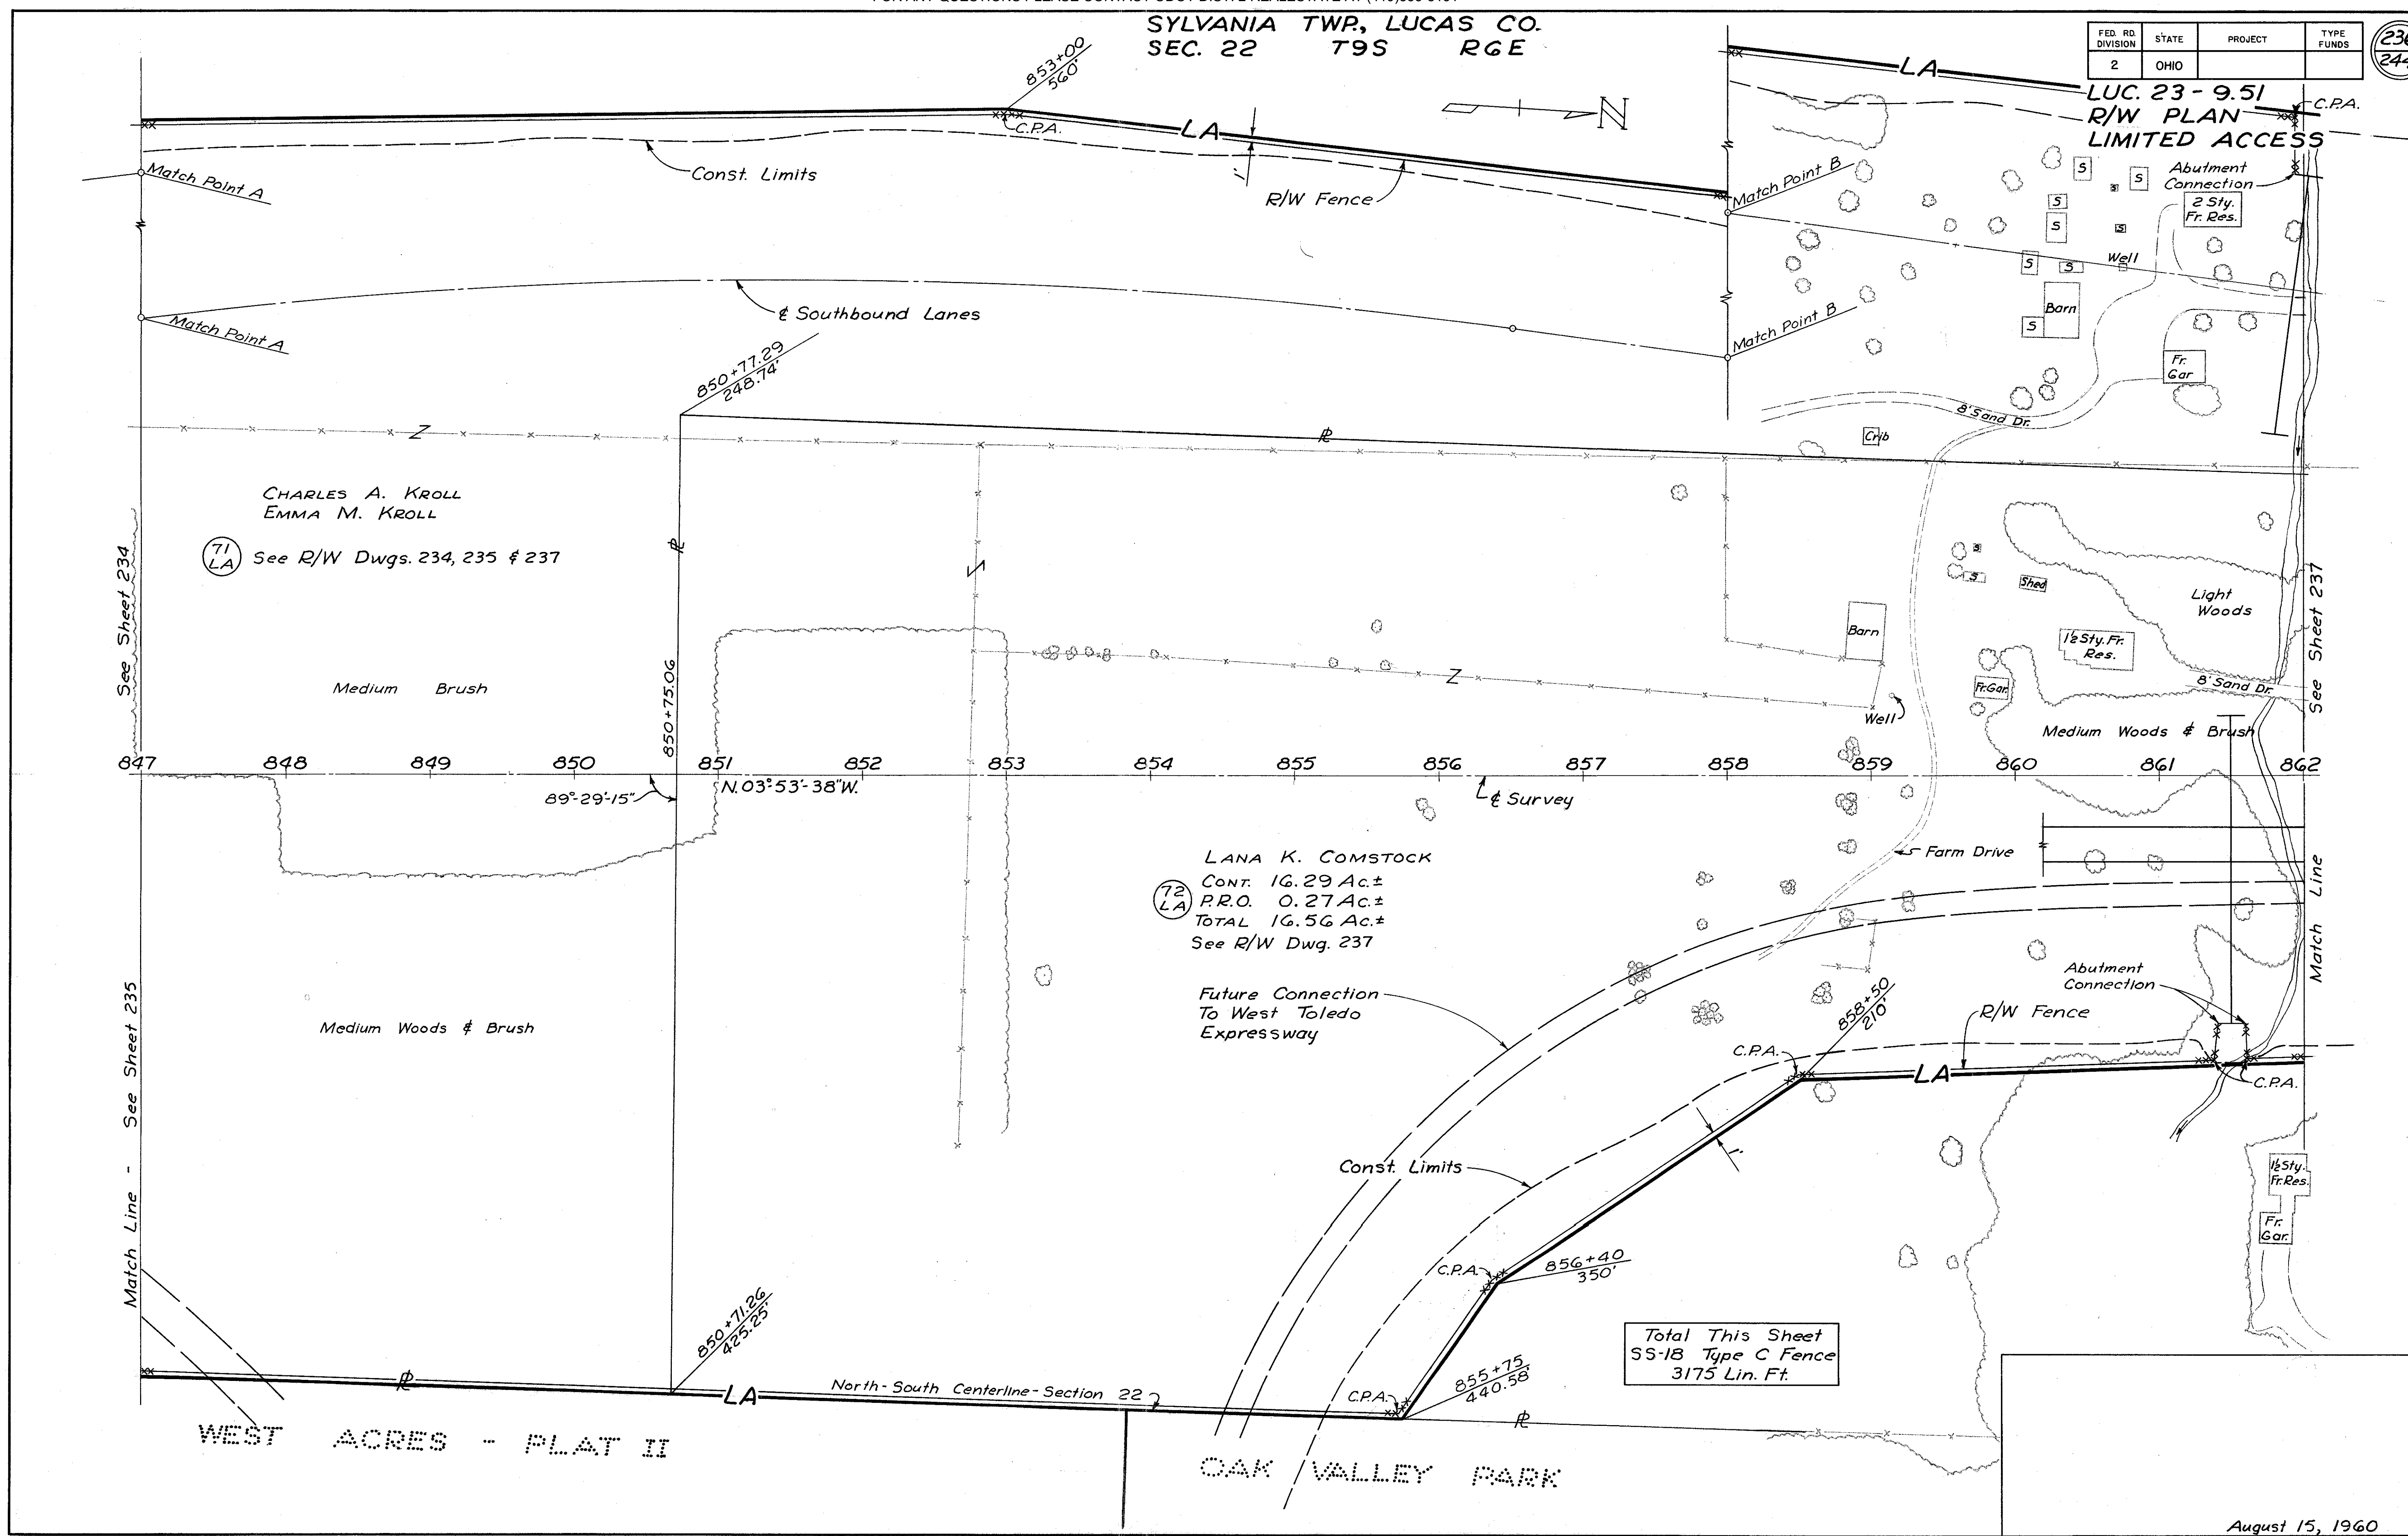 SYLVANIA TWP., LUCAS CO.
SEC. 22 T9S R6E
FED. RD. DIVISION STATE PROJECT TYPE FUNDS
2 OHIO
244
LUC. 23 - 9.51
R/W PLAN
LIMITED ACCESS
853+00
560'
C.P.A.
LA
1'
Const. Limits
R/W Fence
N
LA
C.P.A.
Abutment
Connection
Match Point A
Match Point A
Match Point B
Match Point B
℄ Southbound Lanes
850+77.29
248.74'
S
S
S
S
S
S
S
S
S
S
2 Sty.
Fr. Res.
Well
Barn
Fr.
Gar
8' Sand Dr.
Crib
Z
PL
CHARLES A. KROLL
EMMA M. KROLL
71
LA
See R/W Dwgs. 234, 235 & 237
PL
See Sheet 234
Medium Brush
850+75.06
Z
Z
Barn
Well
S
S
Shed
Light
Woods
1½ Sty. Fr.
Res.
Fr. Gar.
8' Sand Dr.
See Sheet 237
Medium Woods & Brush
847 848 849 850 851 852 853 854 855 856 857 858 859 860 861 862
89°-29'-15"
N. 03°-53'-38" W.
℄ Survey
LANA K. COMSTOCK
72
LA
CONT. 16.29 Ac.±
P.R.O. 0.27 Ac.±
TOTAL 16.56 Ac.±
See R/W Dwg. 237
Farm Drive
Match Line
Future Connection
To West Toledo
Expressway
858+50
210'
Abutment
Connection
R/W Fence
C.P.A.
LA
C.P.A.
Medium Woods & Brush
Match Line - See Sheet 235
Const. Limits
1'
C.P.A.
856+40
350'
1½ Sty.
Fr. Res.
Fr.
Gar.
850+71.26
425.25'
Total This Sheet
SS-18 Type C Fence
3175 Lin. Ft.
PL
LA
North-South Centerline-Section 22
C.P.A.
855+75
440.58'
PL
WEST ACRES - PLAT II
OAK VALLEY PARK
August 15, 1960